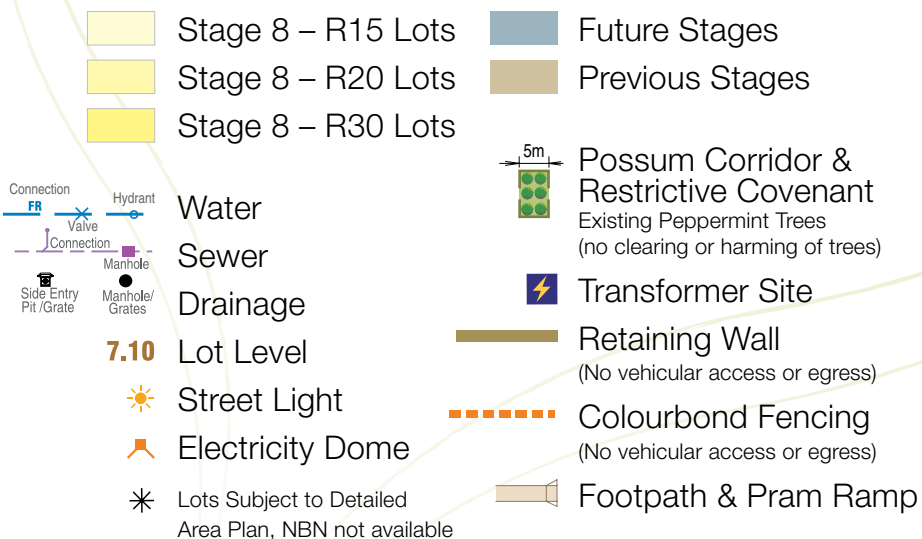 Stage 8 – R15 Lots
Stage 8 – R20 Lots
Stage 8 – R30 Lots
Connection
FR
Hydrant
Valve
Water
Connection
Manhole
Sewer
Side Entry
Pit /Grate
Manhole/
Grates
Drainage
7.10 Lot Level
Street Light
Electricity Dome
Lots Subject to Detailed
Area Plan, NBN not available
Future Stages
Previous Stages
5m
Possum Corridor &
Restrictive Covenant
Existing Peppermint Trees
(no clearing or harming of trees)
Transformer Site
Retaining Wall
(No vehicular access or egress)
Colourbond Fencing
(No vehicular access or egress)
Footpath & Pram Ramp